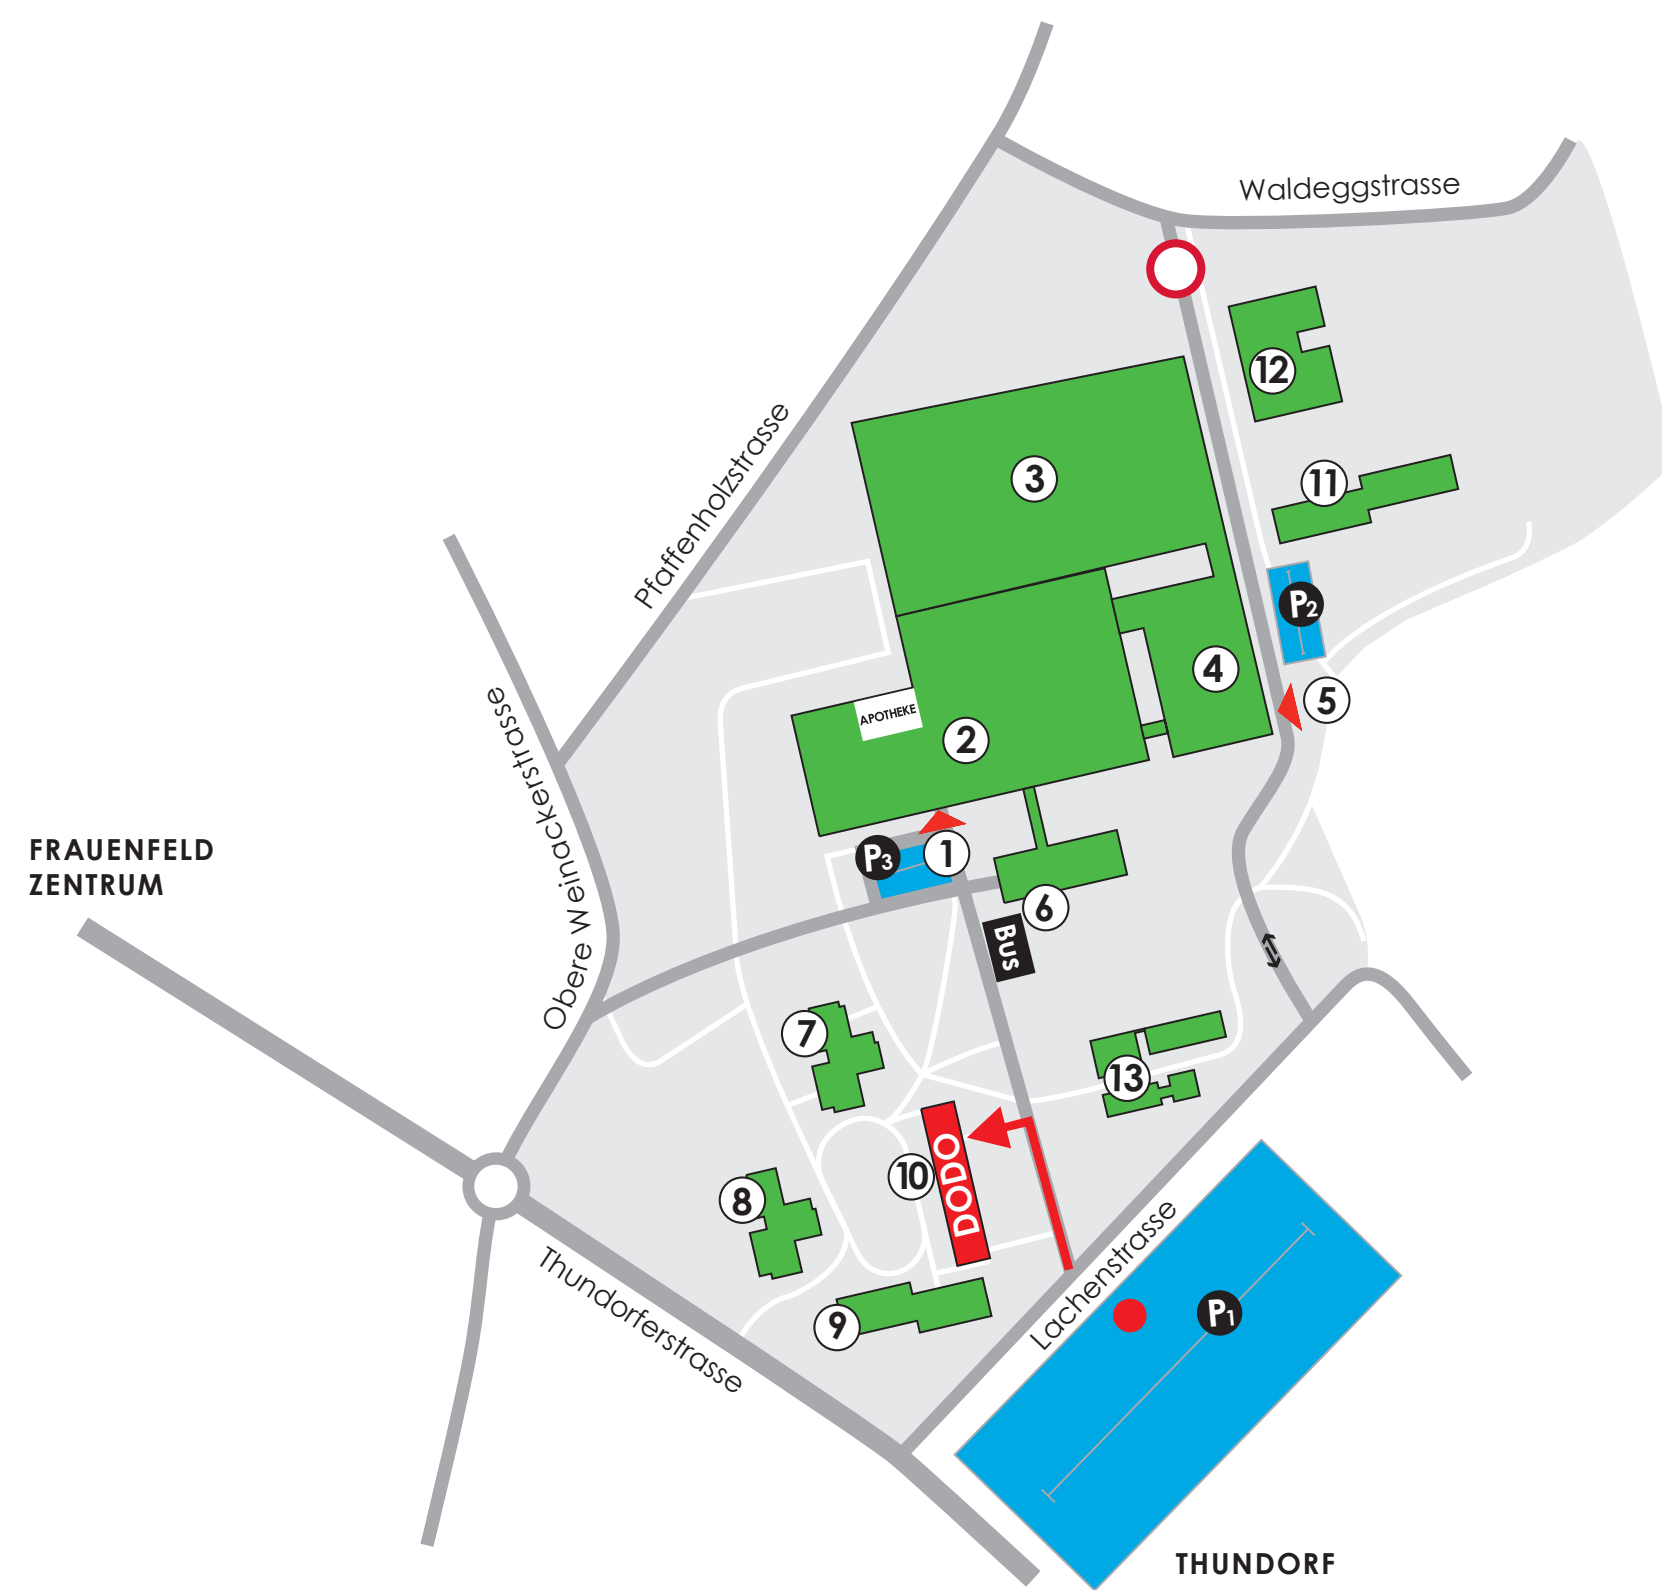 Waldeggstrasse
12
3
11
Pfaffenholzstrasse
P2
4
5
APOTHEKE
2
Obere Weinackerstrasse
FRAUENFELD
ZENTRUM
P3
1
6
Bus
7
13
DODO
10
8
Lachenstrasse
Thundorferstrasse
9
P1
THUNDORF